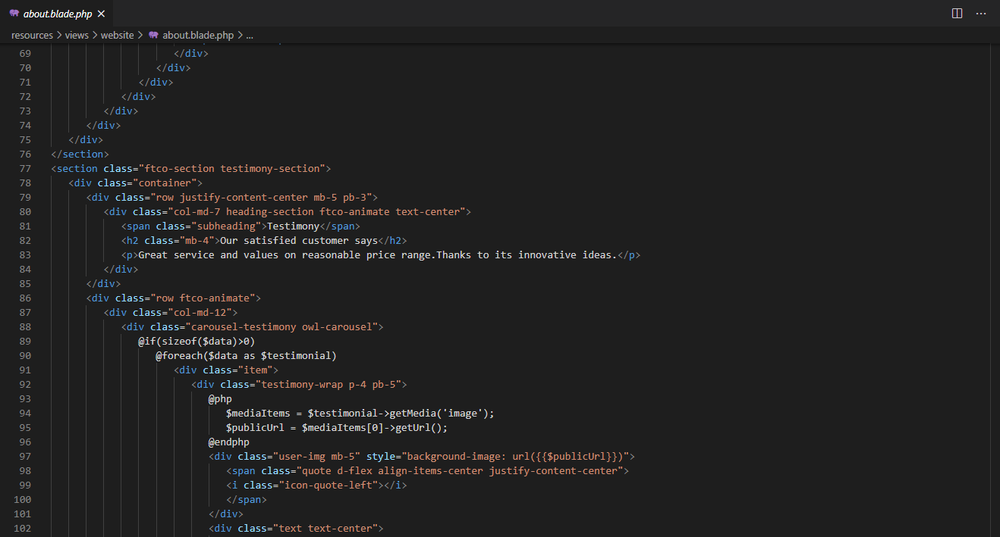 about.blade.php
resources > views > website > about.blade.php > ...
69 </div>
70 </div>
71 </div>
72 </div>
73 </div>
74 </div>
75 </div>
76 </section>
77 <section class="ftco-section testimony-section">
78 <div class="container">
79 <div class="row justify-content-center mb-5 pb-3">
80 <div class="col-md-7 heading-section ftco-animate text-center">
81 <span class="subheading">Testimony</span>
82 <h2 class="mb-4">Our satisfied customer says</h2>
83 <p>Great service and values on reasonable price range.Thanks to its innovative ideas.</p>
84 </div>
85 </div>
86 <div class="row ftco-animate">
87 <div class="col-md-12">
88 <div class="carousel-testimony owl-carousel">
89 @if(sizeof($data)>0)
90 @foreach($data as $testimonial)
91 <div class="item">
92 <div class="testimony-wrap p-4 pb-5">
93 @php
94 $mediaItems = $testimonial->getMedia('image');
95 $publicUrl = $mediaItems[0]->getUrl();
96 @endphp
97 <div class="user-img mb-5" style="background-image: url({{$publicUrl}})">
98 <span class="quote d-flex align-items-center justify-content-center">
99 <i class="icon-quote-left"></i>
100 </span>
101 </div>
102 <div class="text text-center">